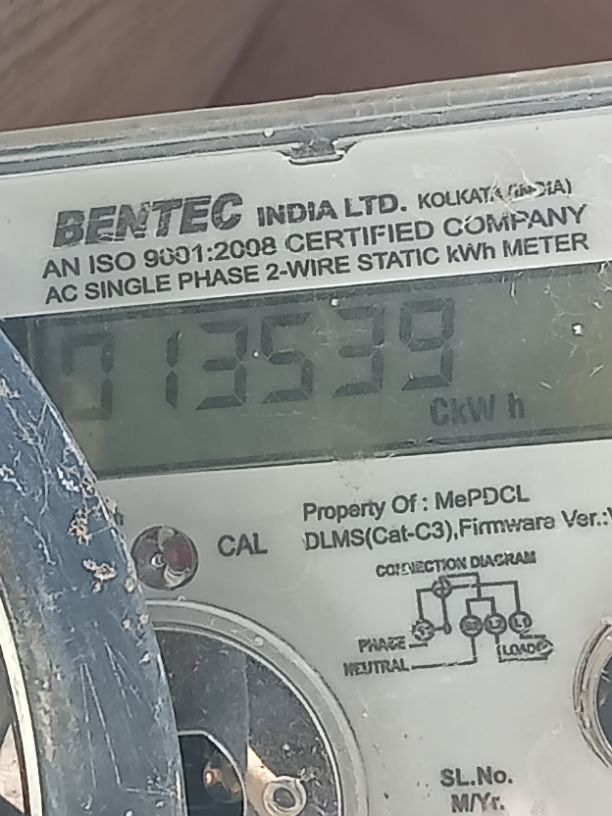 BENTEC INDIA LTD. KOLKATA (INDIA)
AN ISO 9001:2008 CERTIFIED COMPANY
AC SINGLE PHASE 2-WIRE STATIC kWh METER
013539
CkW h
CAL
Property Of : MePDCL
DLMS(Cat-C3),Firmware Ver.:
CONNECTION DIAGRAM
PHASE
NEUTRAL
LOAD
SL.No.
M/Yr.